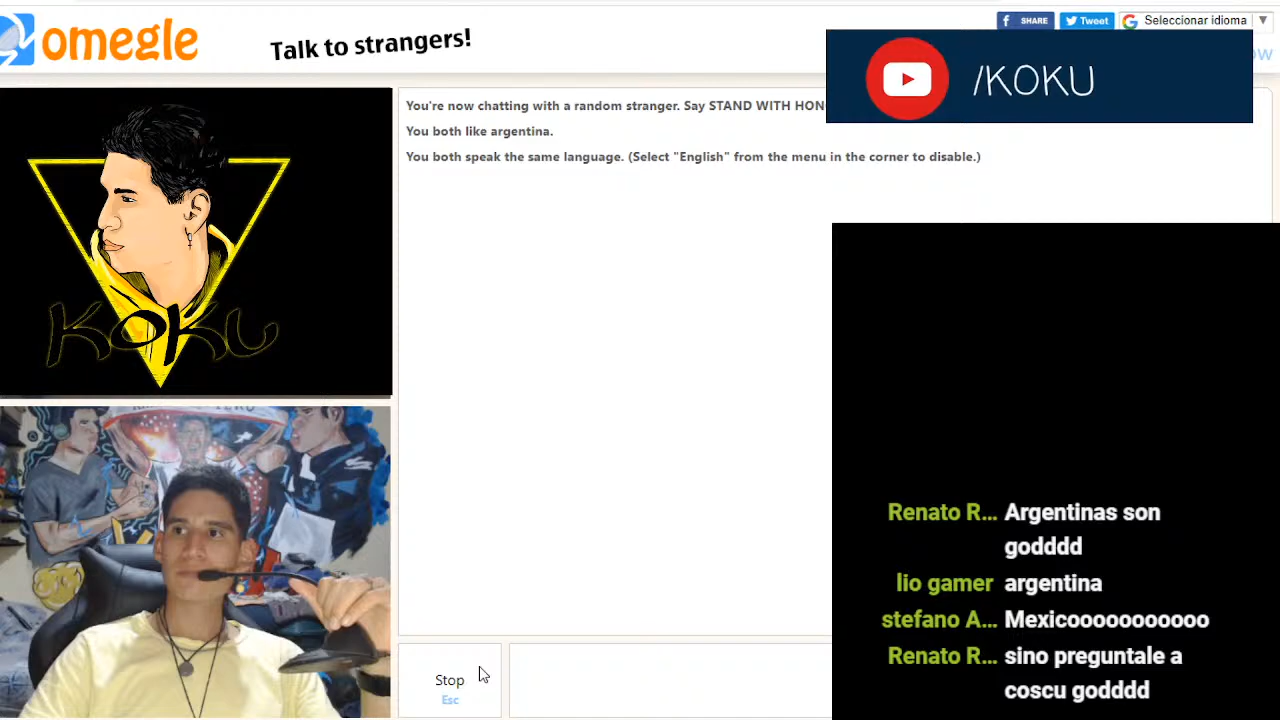 omegle
Talk to strangers!
SHARE
Tweet
Seleccionar idioma
/KOKU
You're now chatting with a random stranger. Say STAND WITH HON
You both like argentina.
You both speak the same language. (Select "English" from the menu in the corner to disable.)
KOKU
Renato R... Argentinas son
godddd
lio gamer argentina
stefano A... Mexicooooooooooo
Renato R... sino preguntale a
coscu godddd
Stop
Esc